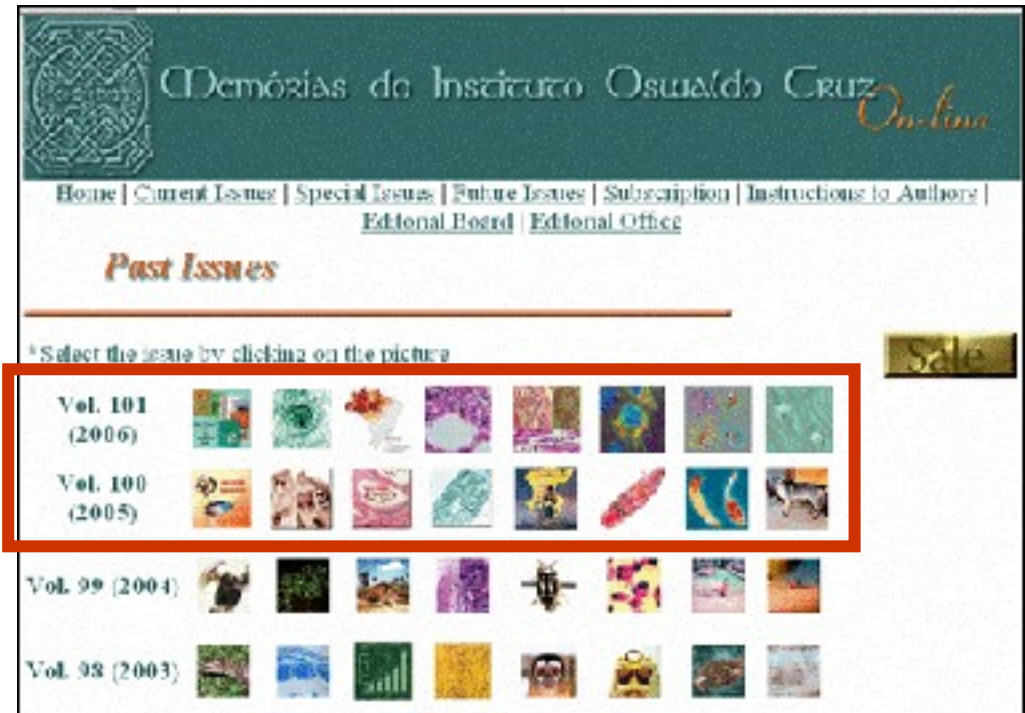 Memórias do Instituto Oswaldo Cruz
On-line
Home | Current Issues | Special Issues | Future Issues | Subscription | Instructions to Authors |
Editorial Board | Editorial Office
Past Issues
*Select the issue by clicking on the picture
Sale
Vol. 101
(2006)
Vol. 100
(2005)
Vol. 99 (2004)
Vol. 98 (2003)